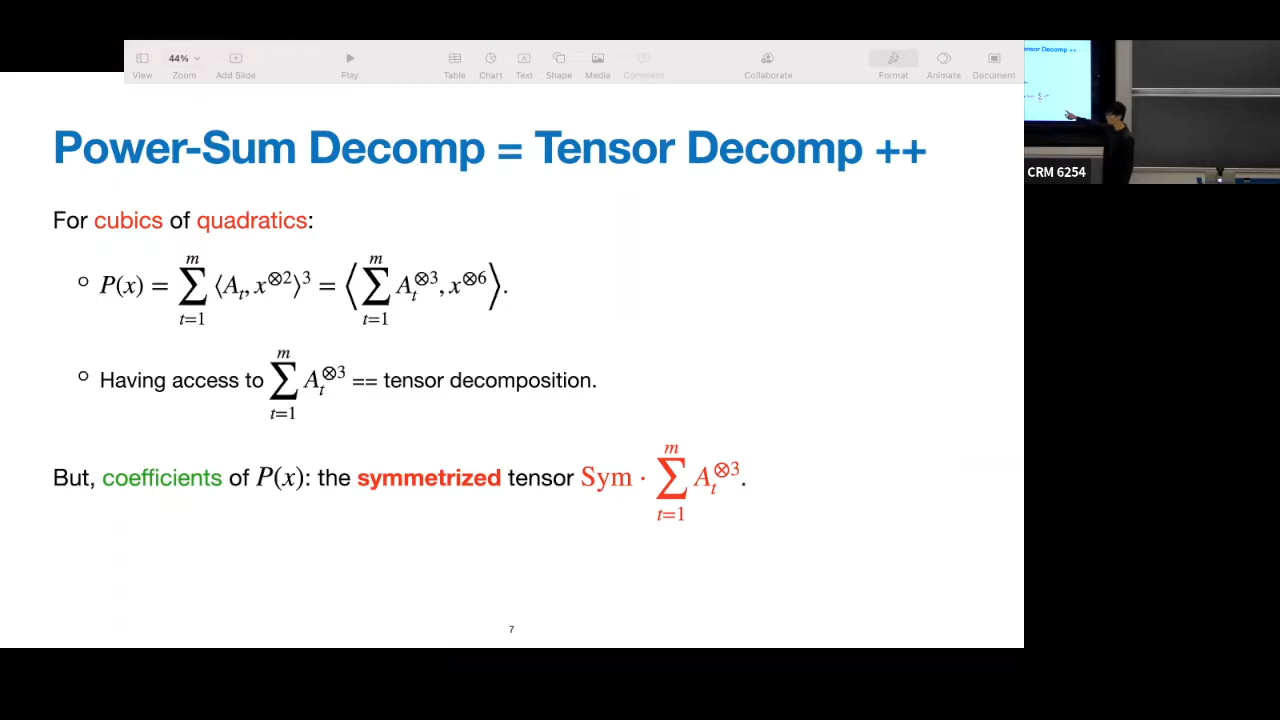 44%
View Zoom Add Slide Play Table Chart Text Shape Media Comment Collaborate Format Animate Document
CRM 6254
Power-Sum Decomp = Tensor Decomp ++
For cubics of quadratics:
◦ P(x) = ∑_{t=1}^{m} ⟨A_t, x^{⊗2}⟩^3 = ⟨∑_{t=1}^{m} A_t^{⊗3}, x^{⊗6}⟩.
◦ Having access to ∑_{t=1}^{m} A_t^{⊗3} == tensor decomposition.
But, coefficients of P(x): the symmetrized tensor Sym · ∑_{t=1}^{m} A_t^{⊗3}.
7